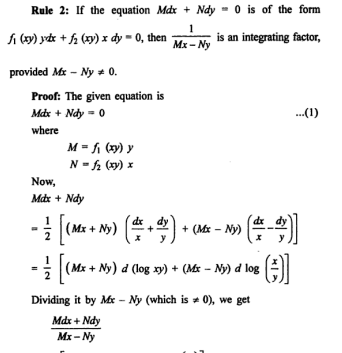 Rule 2: If the equation Mdx + Ndy = 0 is of the form
f₁ (xy) ydx + f₂ (xy) x dy = 0, then 1/(Mx – Ny) is an integrating factor,
provided Mx – Ny ≠ 0.
Proof: The given equation is
Mdx + Ndy = 0 ...(1)
where
M = f₁ (xy) y
N = f₂ (xy) x
Now,
Mdx + Ndy
= 1/2 [(Mx + Ny) (dx/x + dy/y) + (Mx – Ny) (dx/x – dy/y)]
= 1/2 [(Mx + Ny) d (log xy) + (Mx – Ny) d log (x/y)]
Dividing it by Mx – Ny (which is ≠ 0), we get
(Mdx + Ndy)/(Mx – Ny)